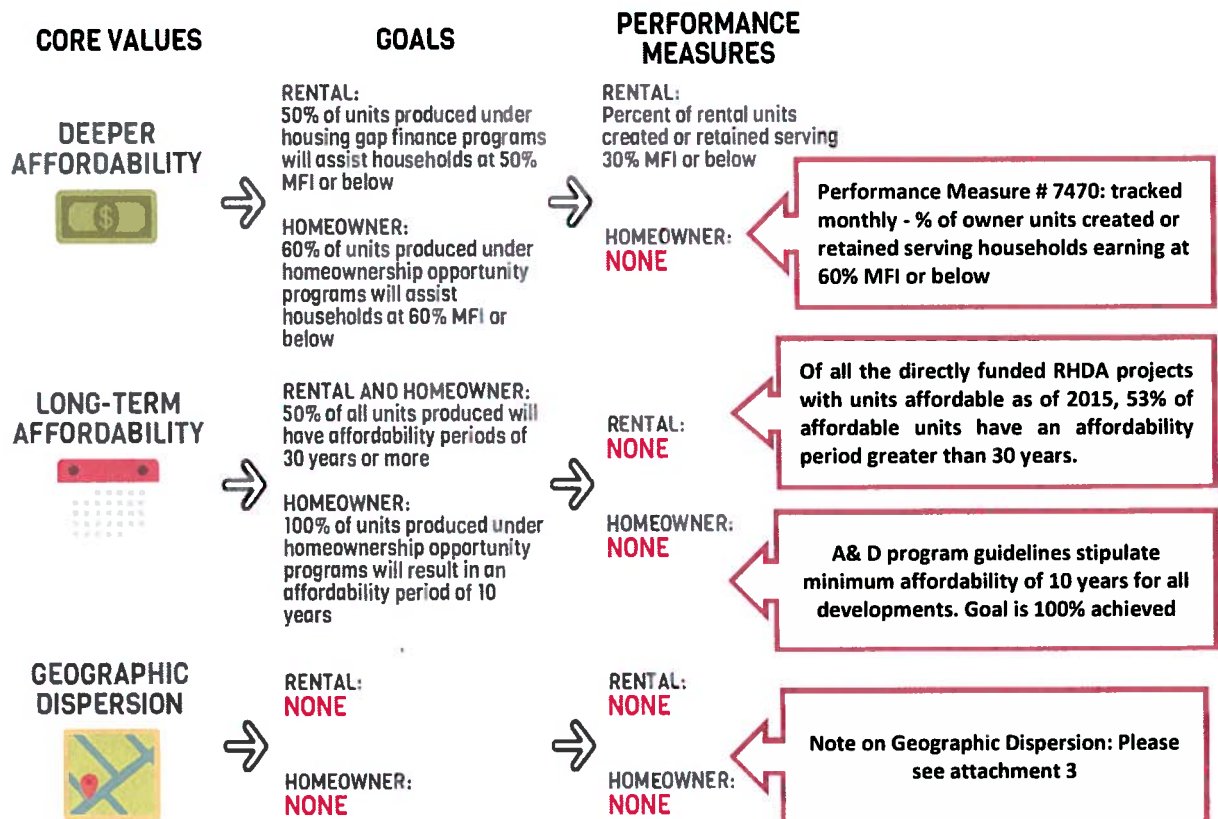 CORE VALUES
GOALS
PERFORMANCE
MEASURES
DEEPER
AFFORDABILITY
$
RENTAL:
50% of units produced under
housing gap finance programs
will assist households at 50%
MFI or below
HOMEOWNER:
60% of units produced under
homeownership opportunity
programs will assist
households at 60% MFI or
below
RENTAL:
Percent of rental units
created or retained serving
30% MFI or below
HOMEOWNER:
NONE
Performance Measure # 7470: tracked
monthly - % of owner units created or
retained serving households earning at
60% MFI or below
LONG-TERM
AFFORDABILITY
RENTAL AND HOMEOWNER:
50% of all units produced will
have affordability periods of
30 years or more
HOMEOWNER:
100% of units produced under
homeownership opportunity
programs will result in an
affordability period of 10
years
RENTAL:
NONE
HOMEOWNER:
NONE
Of all the directly funded RHDA projects
with units affordable as of 2015, 53% of
affordable units have an affordability
period greater than 30 years.
A& D program guidelines stipulate
minimum affordability of 10 years for all
developments. Goal is 100% achieved
GEOGRAPHIC
DISPERSION
RENTAL:
NONE
HOMEOWNER:
NONE
RENTAL:
NONE
HOMEOWNER:
NONE
Note on Geographic Dispersion: Please
see attachment 3